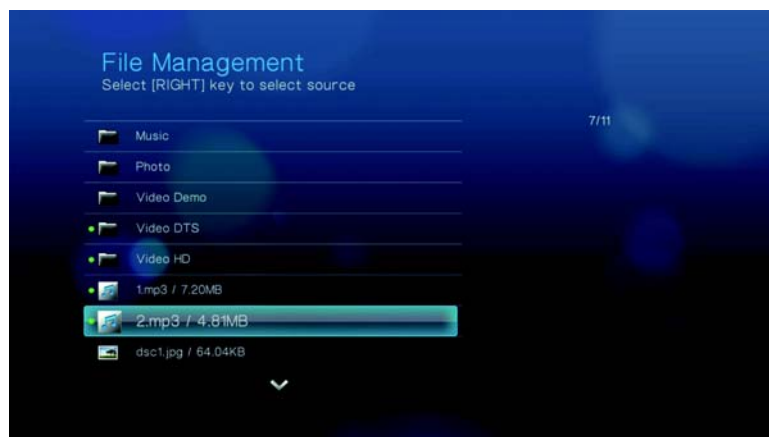 File Management
Select [RIGHT] key to select source
7/11
Music
Photo
Video Demo
Video DTS
Video HD
1.mp3 / 7.20MB
2.mp3 / 4.81MB
dsc1.jpg / 64.04KB